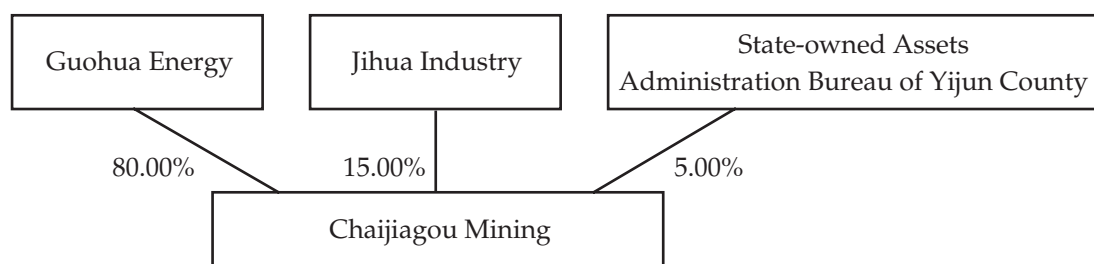 Guohua Energy
Jihua Industry
State-owned Assets
Administration Bureau of Yijun County
80.00%
15.00%
5.00%
Chaijiagou Mining